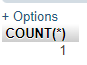 + Options
COUNT(*)
1